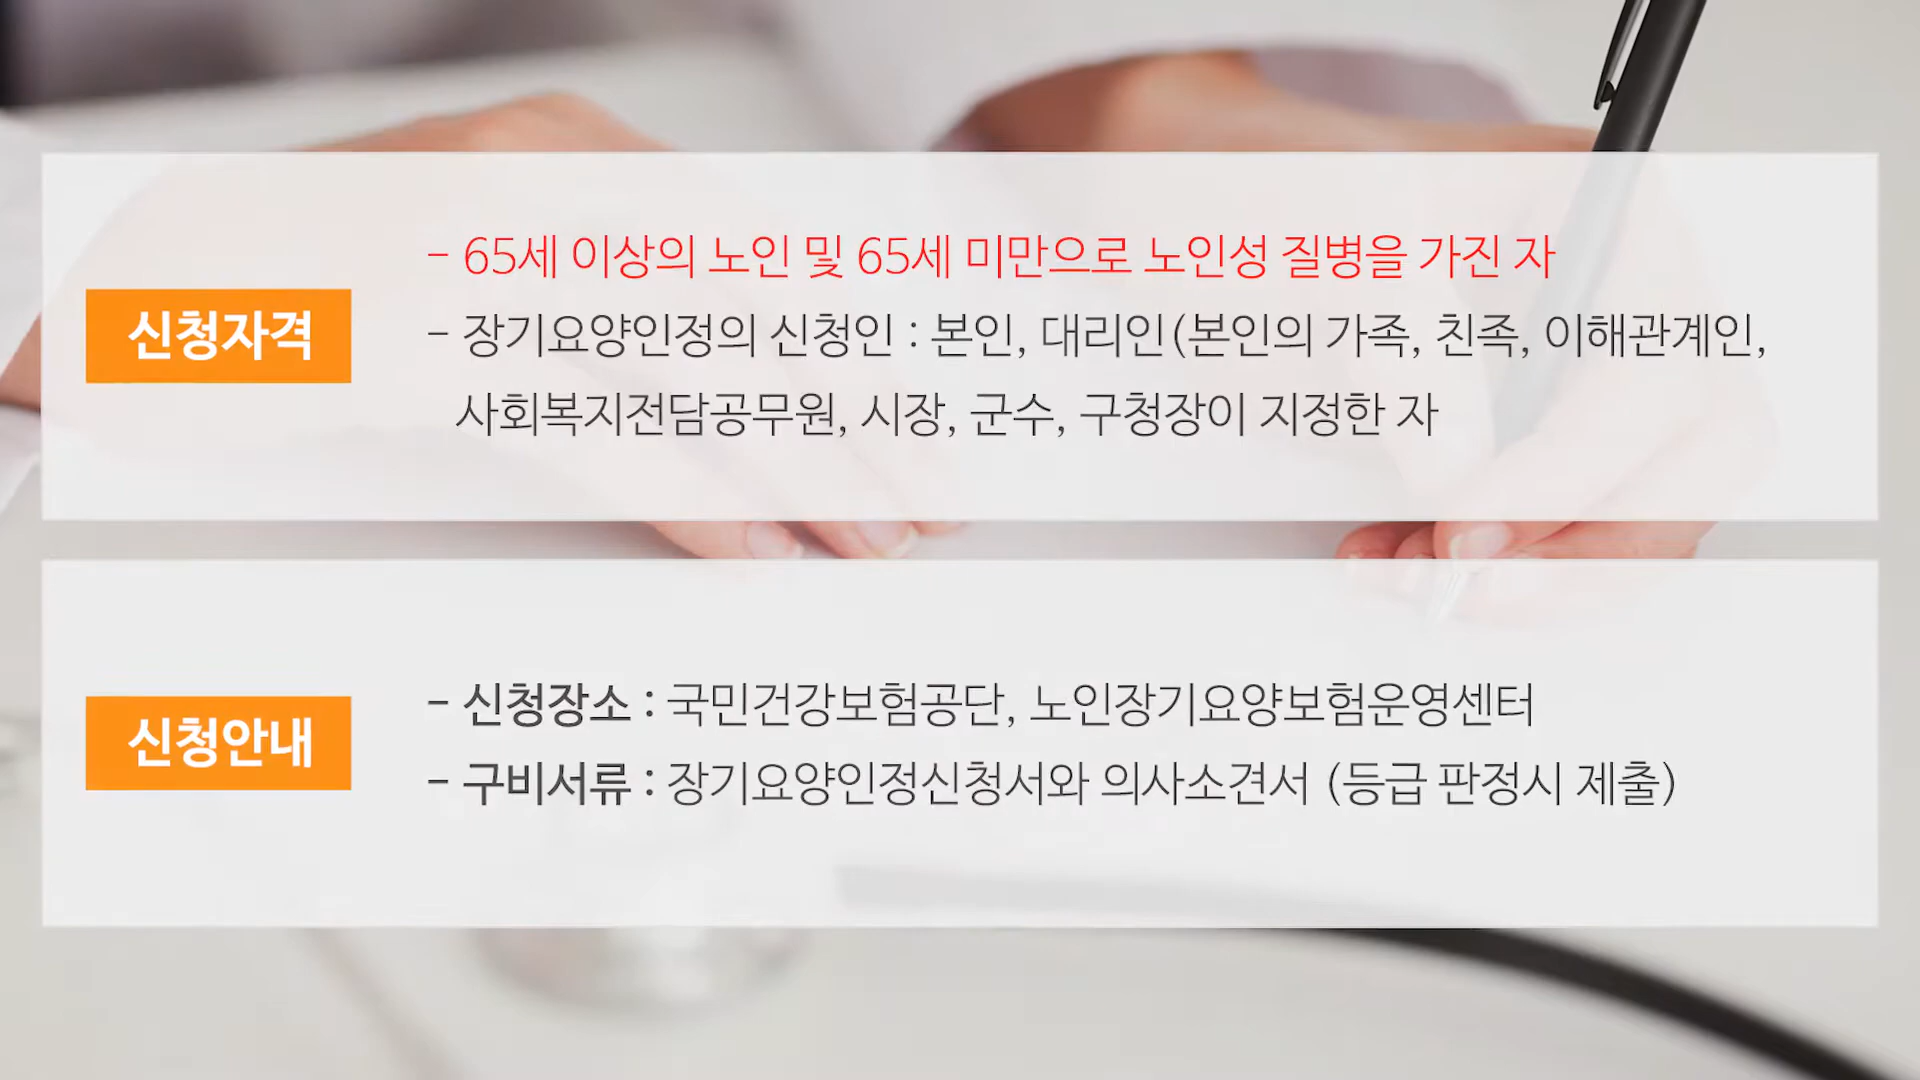 신청자격
- 65세 이상의 노인 및 65세 미만으로 노인성 질병을 가진 자
- 장기요양인정의 신청인 : 본인, 대리인(본인의 가족, 친족, 이해관계인,
사회복지전담공무원, 시장, 군수, 구청장이 지정한 자
신청안내
- 신청장소 : 국민건강보험공단, 노인장기요양보험운영센터
- 구비서류 : 장기요양인정신청서와 의사소견서 (등급 판정시 제출)